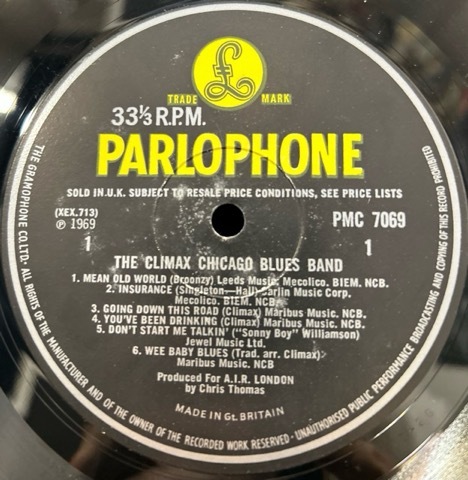 TRADE MARK
33⅓ R.P.M.
PARLOPHONE
SOLD IN U.K. SUBJECT TO RESALE PRICE CONDITIONS, SEE PRICE LISTS
(XEX.713)
℗ 1969
1
PMC 7069
1
THE CLIMAX CHICAGO BLUES BAND
1. MEAN OLD WORLD (Broonzy) Leeds Music. Mecolico. BIEM. NCB.
2. INSURANCE (Singleton—Hall) Sarlin Music Corp.
Mecolico. BIEM. NCB.
3. GOING DOWN THIS ROAD (Climax) Maribus Music. NCB.
4. YOU'VE BEEN DRINKING (Climax) Maribus Music. NCB.
5. DON'T START ME TALKIN' ("Sonny Boy" Williamson)
Jewel Music Ltd.
6. WEE BABY BLUES (Trad. arr. Climax)
Maribus Music. NCB
Produced For A.I.R. LONDON
by Chris Thomas
MADE IN Gt. BRITAIN
THE GRAMOPHONE CO. LTD. ALL RIGHTS OF THE MANUFACTURER AND OF THE OWNER OF THE RECORDED WORK RESERVED · UNAUTHORISED PUBLIC PERFORMANCE BROADCASTING AND COPYING OF THIS RECORD PROHIBITED